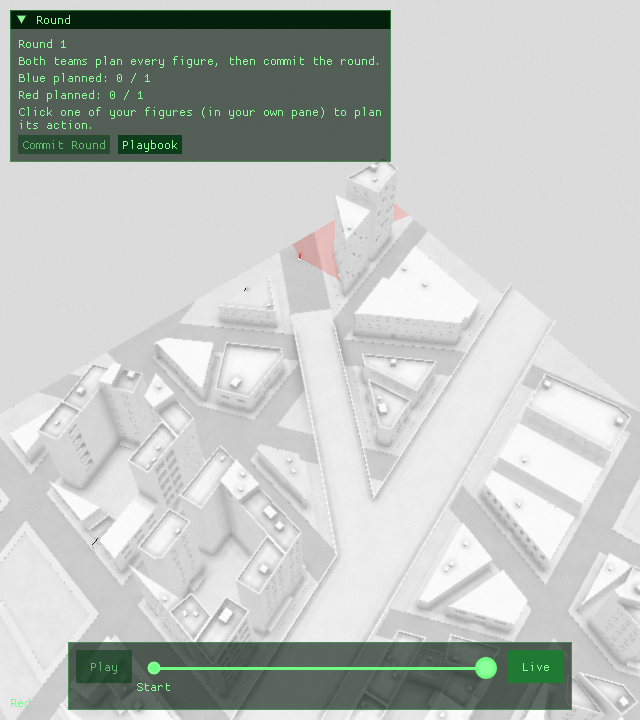 Round
Round 1
Both teams plan every figure, then commit the round.
Blue planned: 0 / 1
Red planned: 0 / 1
Click one of your figures (in your own pane) to plan
its action.
Commit Round Playbook
Play Live
Start
Red